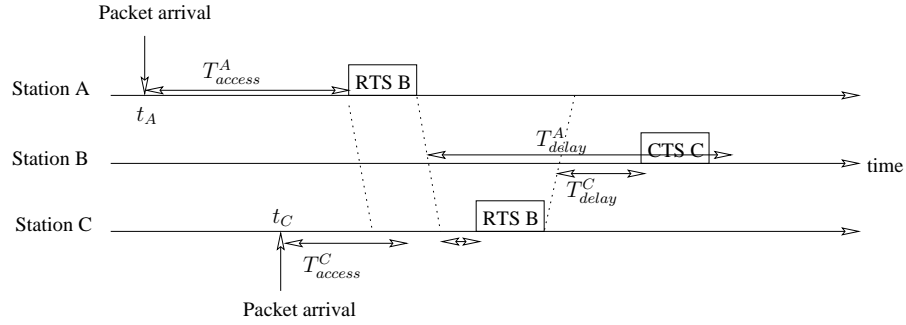 Packet arrival
T^A_access
RTS B
Station A
t_A
T^A_delay
CTS C
Station B
time
T^C_delay
t_C
RTS B
Station C
T^C_access
Packet arrival